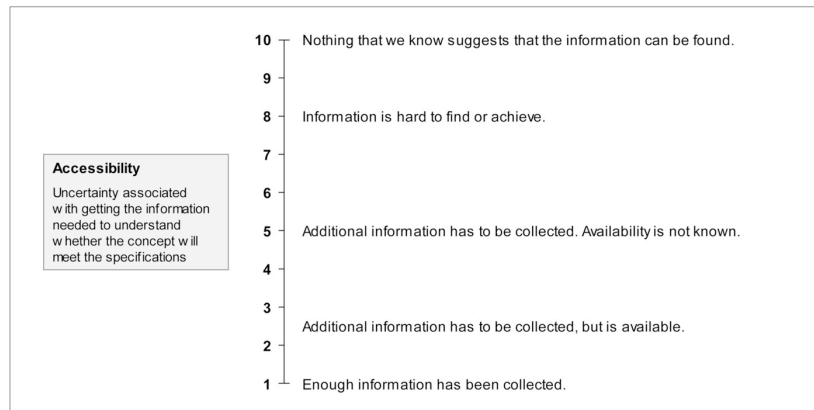 10 Nothing that we know suggests that the information can be found.
9
8 Information is hard to find or achieve.
7
Accessibility
Uncertainty associated
with getting the information
needed to understand
whether the concept will
meet the specifications
6
5 Additional information has to be collected. Availability is not known.
4
3
Additional information has to be collected, but is available.
2
1 Enough information has been collected.